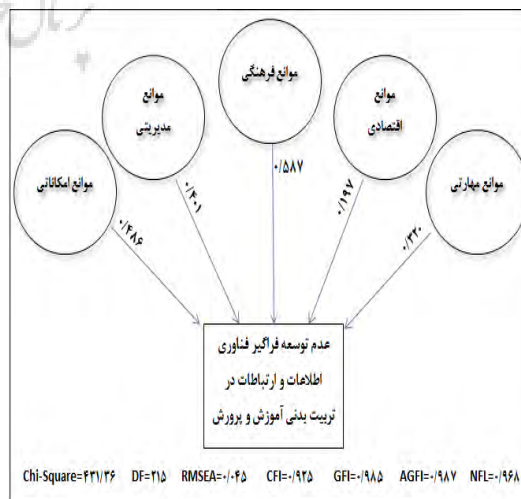 موانع فرهنگی
موانع
مدیریتی
موانع
اقتصادی
موانع امکاناتی
موانع مهارتی
۰/۴۸۶
۰/۴۰۱
۰/۵۸۷
۰/۱۹۷
۰/۳۲۰
عدم توسعه فراگیر فناوری
اطلاعات و ارتباطات در
تربیت بدنی آموزش و پرورش
Chi-Square=۴۳۱/۳۶ DF=۲۱۵ RMSEA=۰/۰۴۵ CFI=۰/۹۲۵ GFI=۰/۹۸۵ AGFI=۰/۹۸۷ NFL=۰/۹۶۸